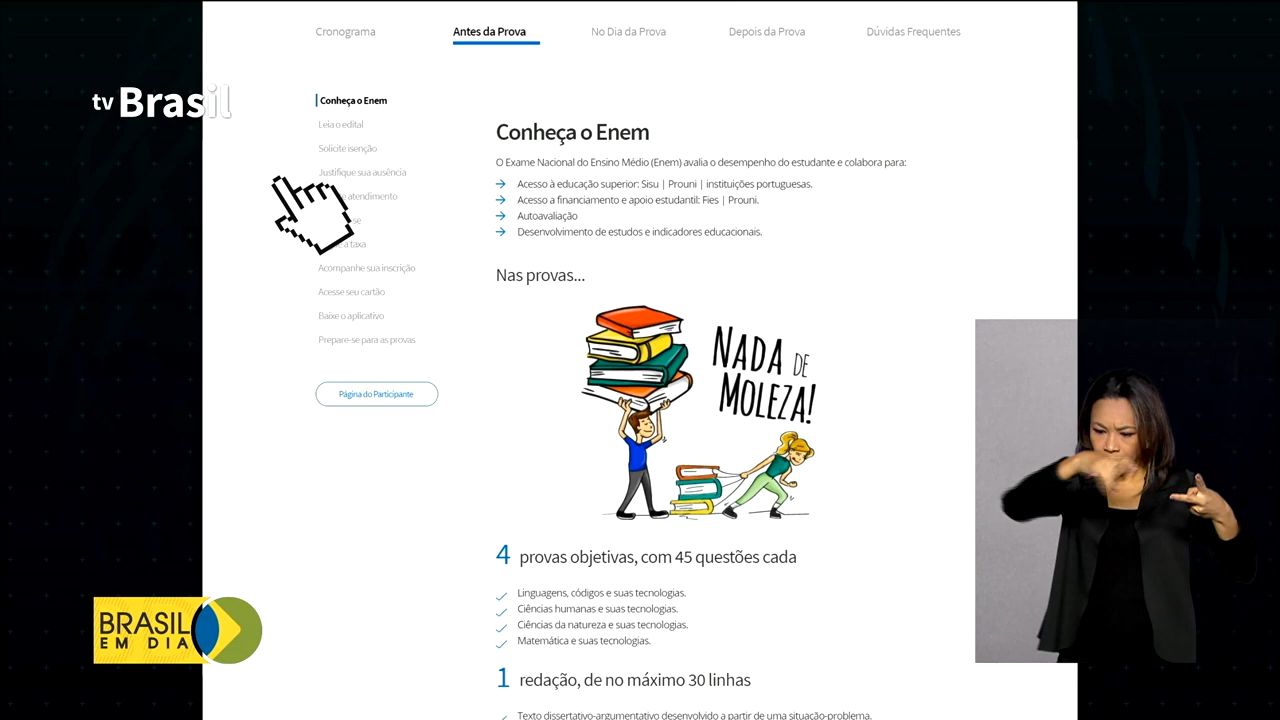 Cronograma
Antes da Prova
No Dia da Prova
Depois da Prova
Dúvidas Frequentes
tv Brasil
Conheça o Enem
Leia o edital
Solicite isenção
Justifique sua ausência
atendimento
se
a taxa
Acompanhe sua inscrição
Acesse seu cartão
Baixe o aplicativo
Prepare-se para as provas
Página do Participante
Conheça o Enem
O Exame Nacional do Ensino Médio (Enem) avalia o desempenho do estudante e colabora para:
Acesso à educação superior: Sisu | Prouni | instituições portuguesas.
Acesso a financiamento e apoio estudantil: Fies | Prouni.
Autoavaliação
Desenvolvimento de estudos e indicadores educacionais.
Nas provas...
NADA DE
MOLEZA!
4 provas objetivas, com 45 questões cada
Linguagens, códigos e suas tecnologias.
Ciências humanas e suas tecnologias.
Ciências da natureza e suas tecnologias.
Matemática e suas tecnologias.
1 redação, de no máximo 30 linhas
Texto dissertativo-argumentativo desenvolvido a partir de uma situação-problema.
BRASIL
EM DIA